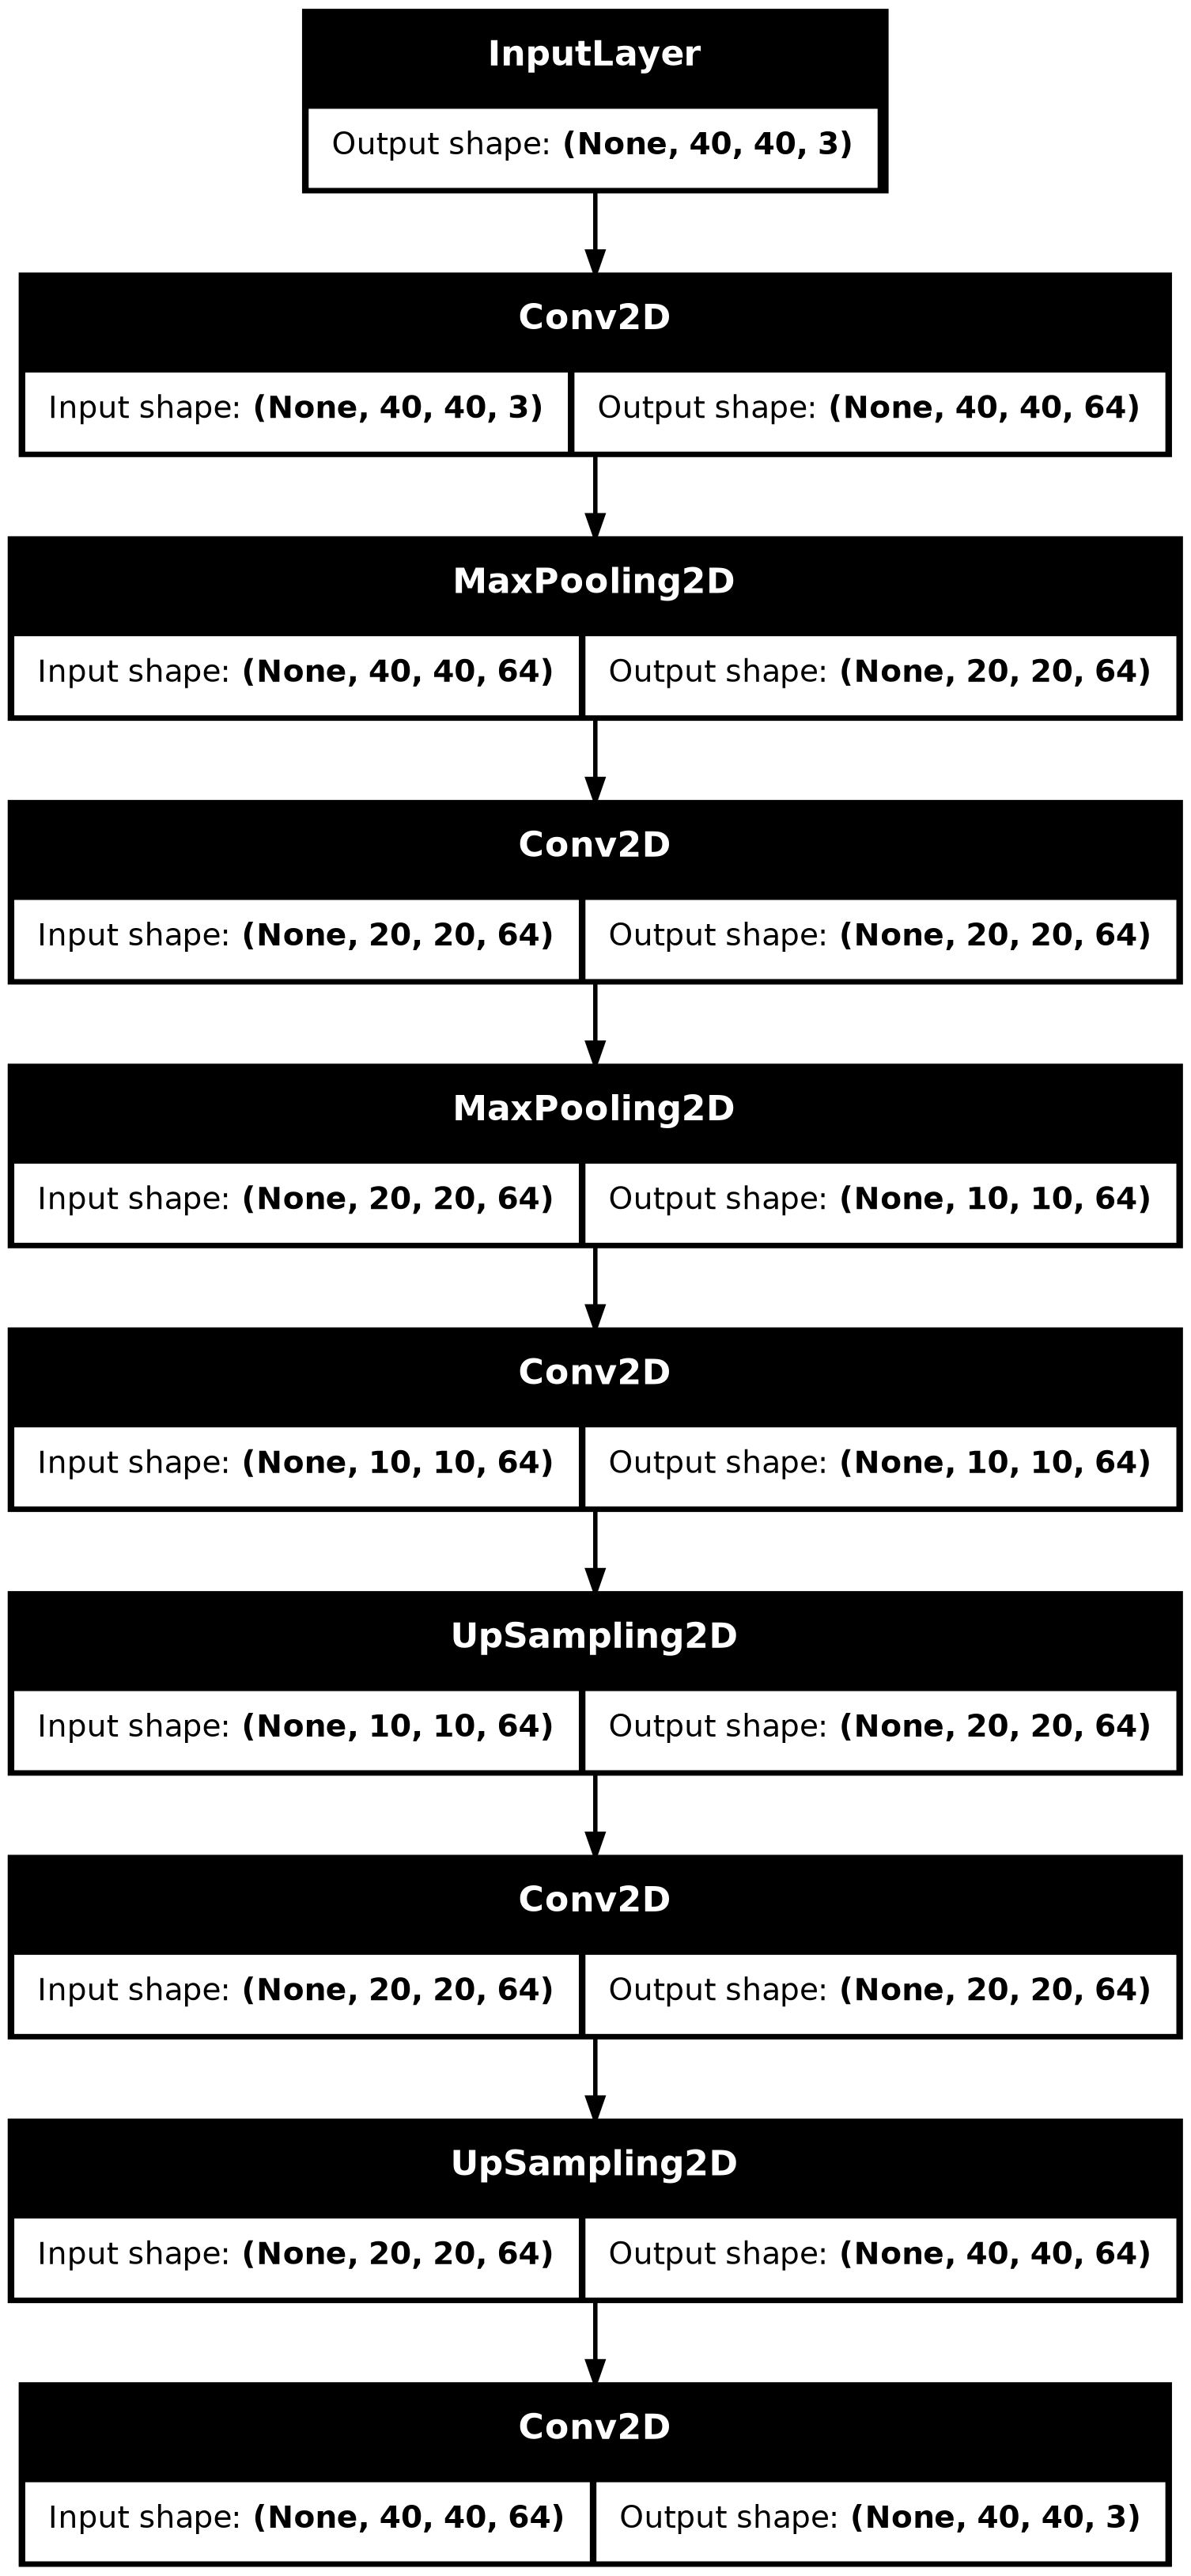 InputLayer
Output shape: (None, 40, 40, 3)
Conv2D
Input shape: (None, 40, 40, 3) Output shape: (None, 40, 40, 64)
MaxPooling2D
Input shape: (None, 40, 40, 64) Output shape: (None, 20, 20, 64)
Conv2D
Input shape: (None, 20, 20, 64) Output shape: (None, 20, 20, 64)
MaxPooling2D
Input shape: (None, 20, 20, 64) Output shape: (None, 10, 10, 64)
Conv2D
Input shape: (None, 10, 10, 64) Output shape: (None, 10, 10, 64)
UpSampling2D
Input shape: (None, 10, 10, 64) Output shape: (None, 20, 20, 64)
Conv2D
Input shape: (None, 20, 20, 64) Output shape: (None, 20, 20, 64)
UpSampling2D
Input shape: (None, 20, 20, 64) Output shape: (None, 40, 40, 64)
Conv2D
Input shape: (None, 40, 40, 64) Output shape: (None, 40, 40, 3)